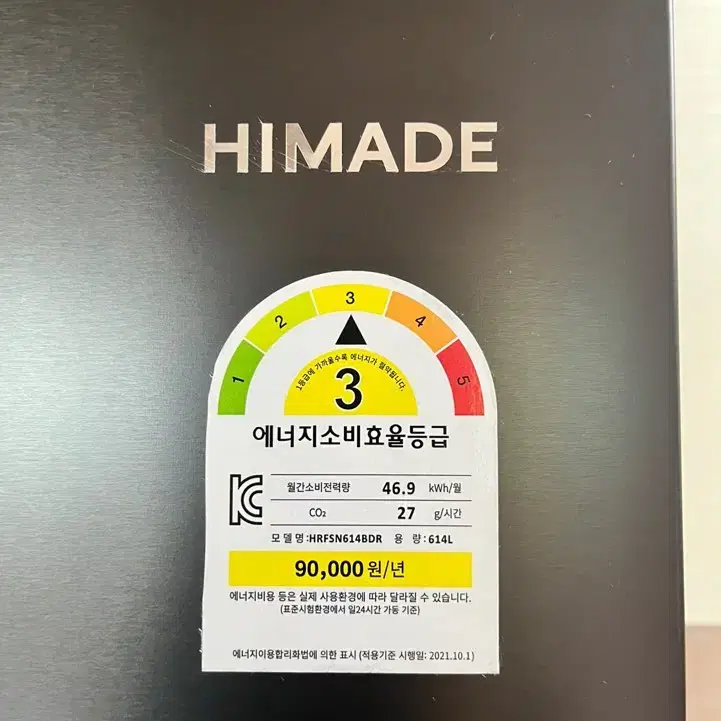 HIMADE
1 2 3 4 5
1등급에 가까울수록 에너지가 절약됩니다.
3
에너지소비효율등급
월간소비전력량 46.9 kWh/월
CO₂ 27 g/시간
모 델 명 : HRFSN614BDR 용 량 : 614L
90,000 원/년
에너지비용 등은 실제 사용환경에 따라 달라질 수 있습니다.
(표준시험환경에서 일24시간 가동 기준)
에너지이용합리화법에 의한 표시 (적용기준 시행일: 2021.10.1)